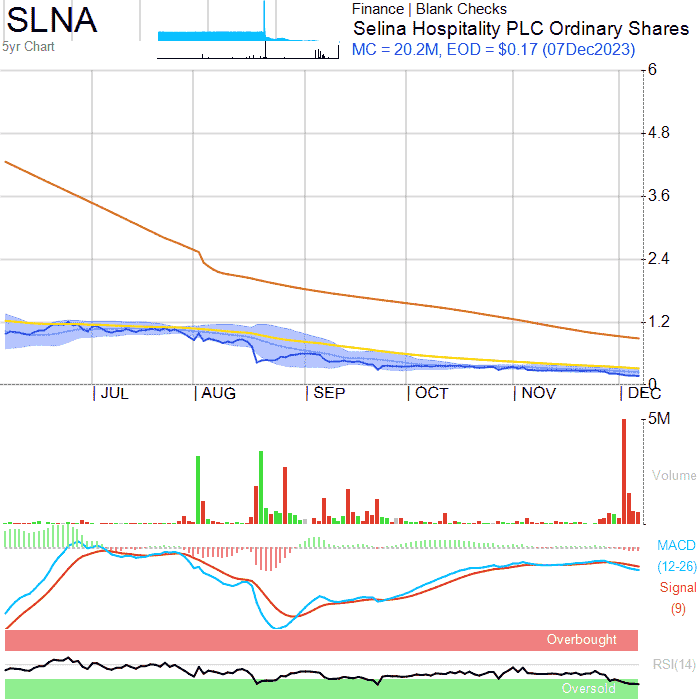 SLNA
Finance | Blank Checks
5yr Chart
Selina Hospitality PLC Ordinary Shares
MC = 20.2M, EOD = $0.17 (07Dec2023)
6
4.8
3.6
2.4
1.2
0
JUL
AUG
SEP
OCT
NOV
DEC
5M
Volume
MACD
(12-26)
Signal
(9)
Overbought
RSI(14)
Oversold